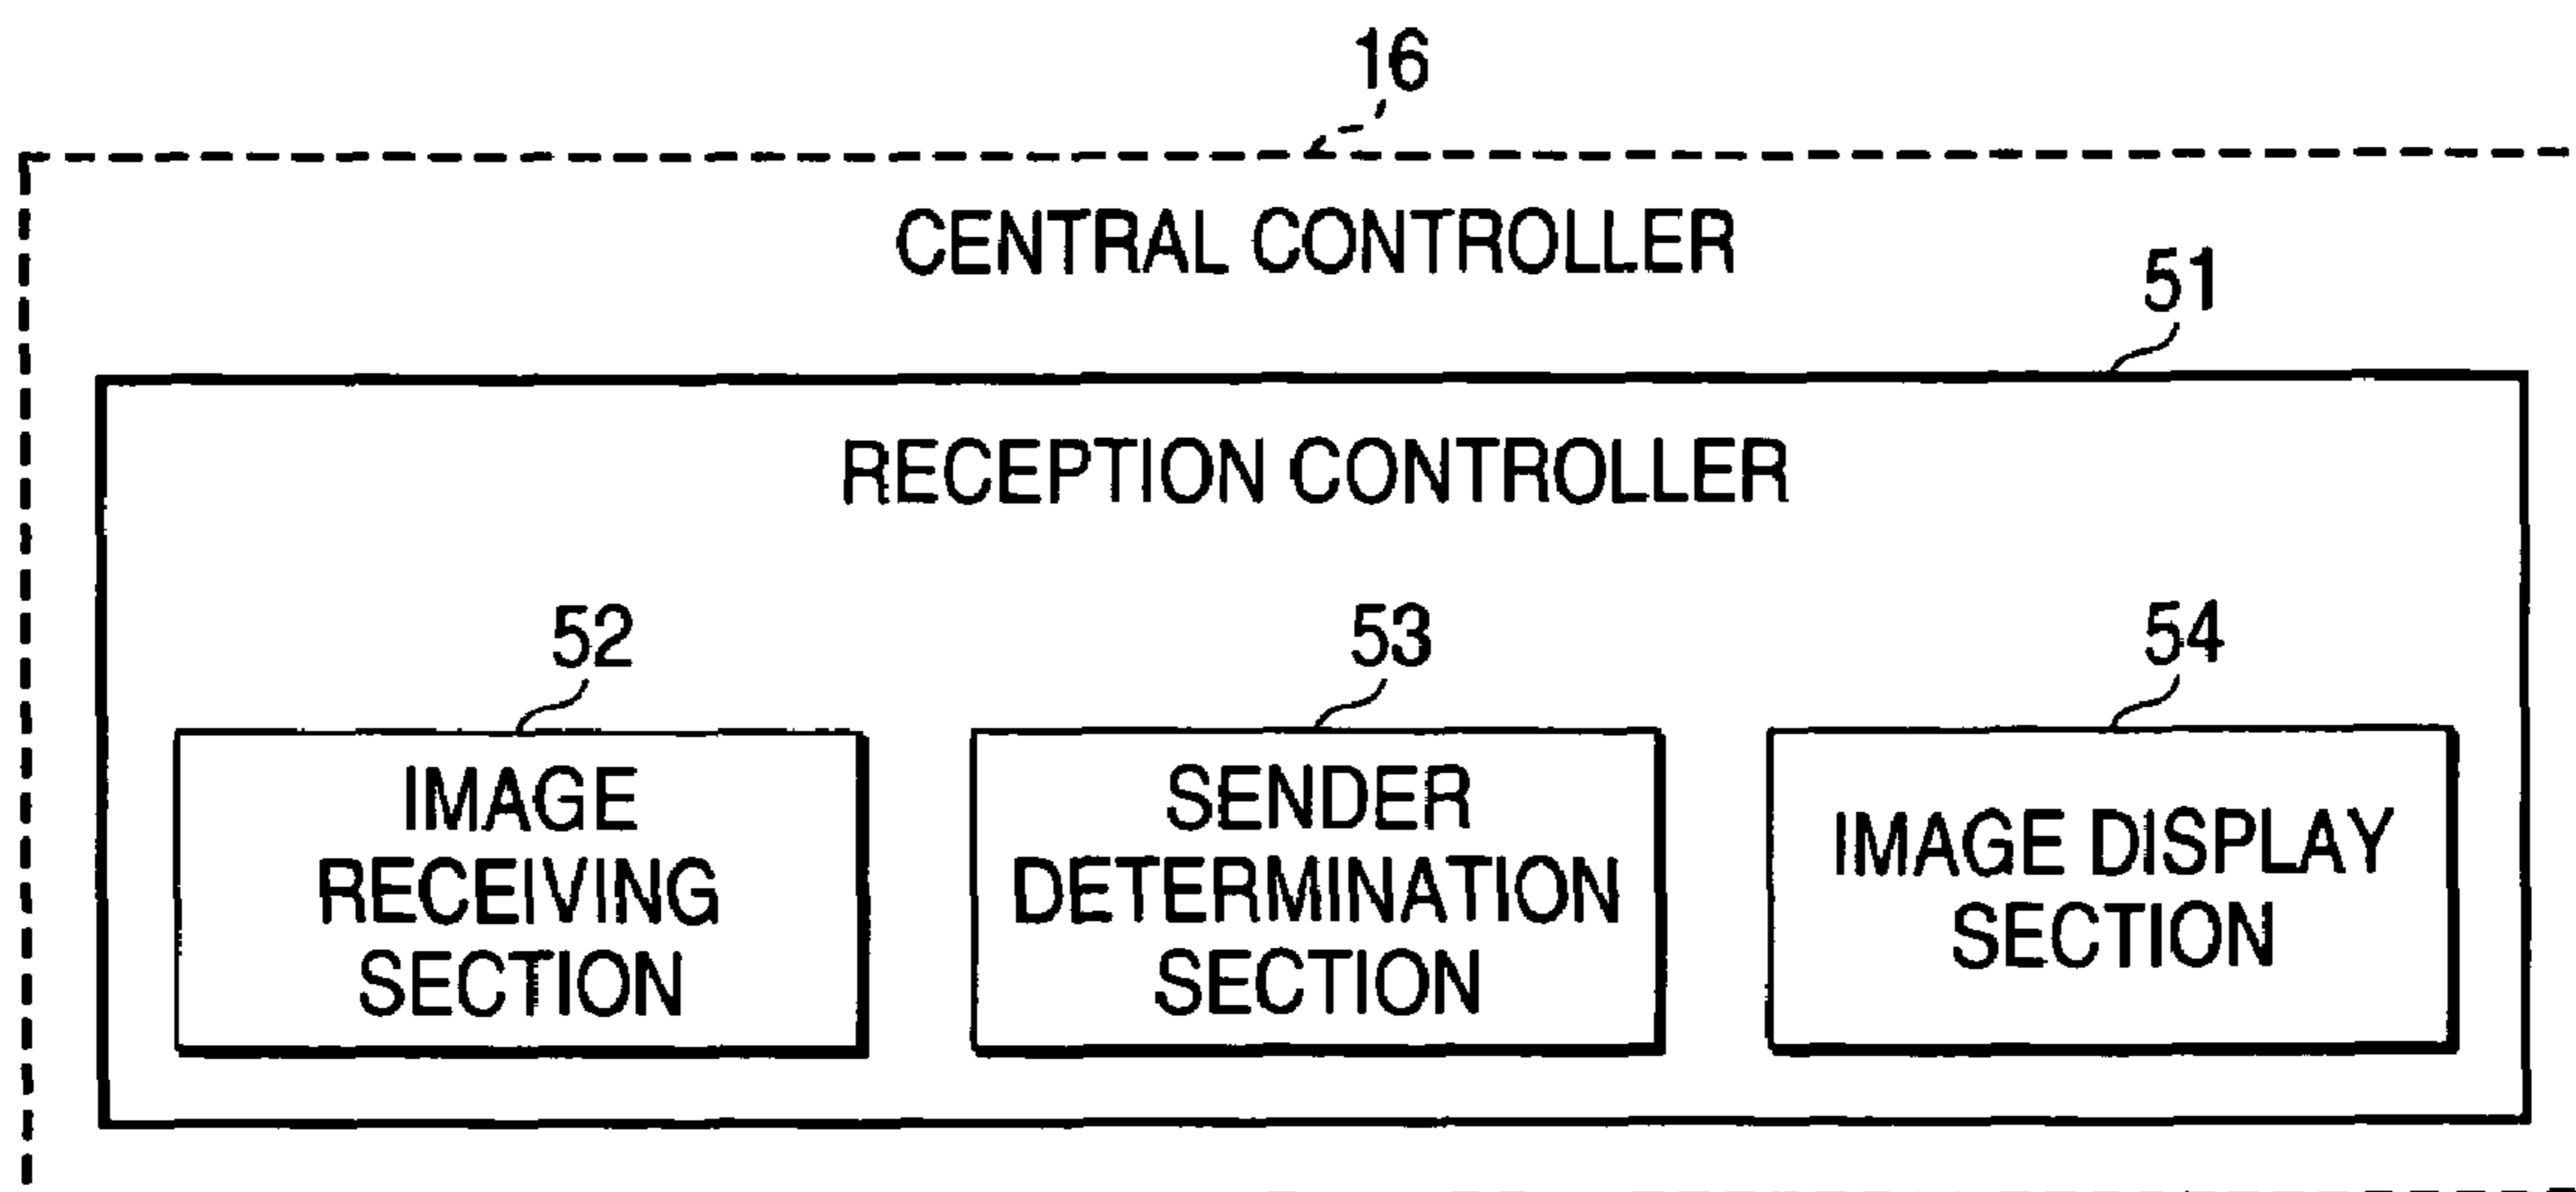 16
CENTRAL CONTROLLER
51
RECEPTION CONTROLLER
52
53
54
IMAGE
RECEIVING
SECTION
SENDER
DETERMINATION
SECTION
IMAGE DISPLAY
SECTION